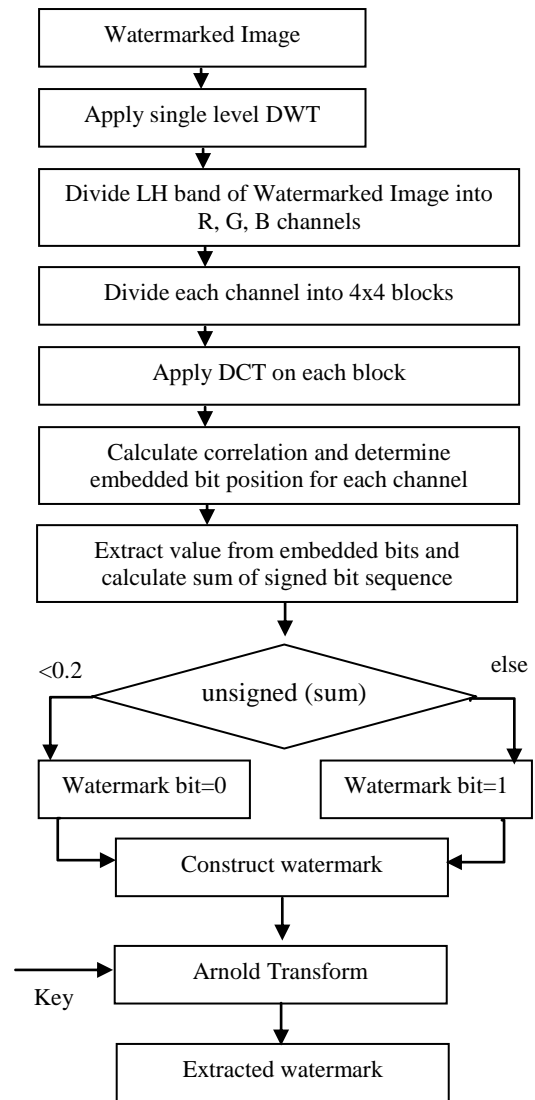 Watermarked Image
Apply single level DWT
Divide LH band of Watermarked Image into
R, G, B channels
Divide each channel into 4x4 blocks
Apply DCT on each block
Calculate correlation and determine
embedded bit position for each channel
Extract value from embedded bits and
calculate sum of signed bit sequence
<0.2
else
unsigned (sum)
Watermark bit=0
Watermark bit=1
Construct watermark
Arnold Transform
Key
Extracted watermark